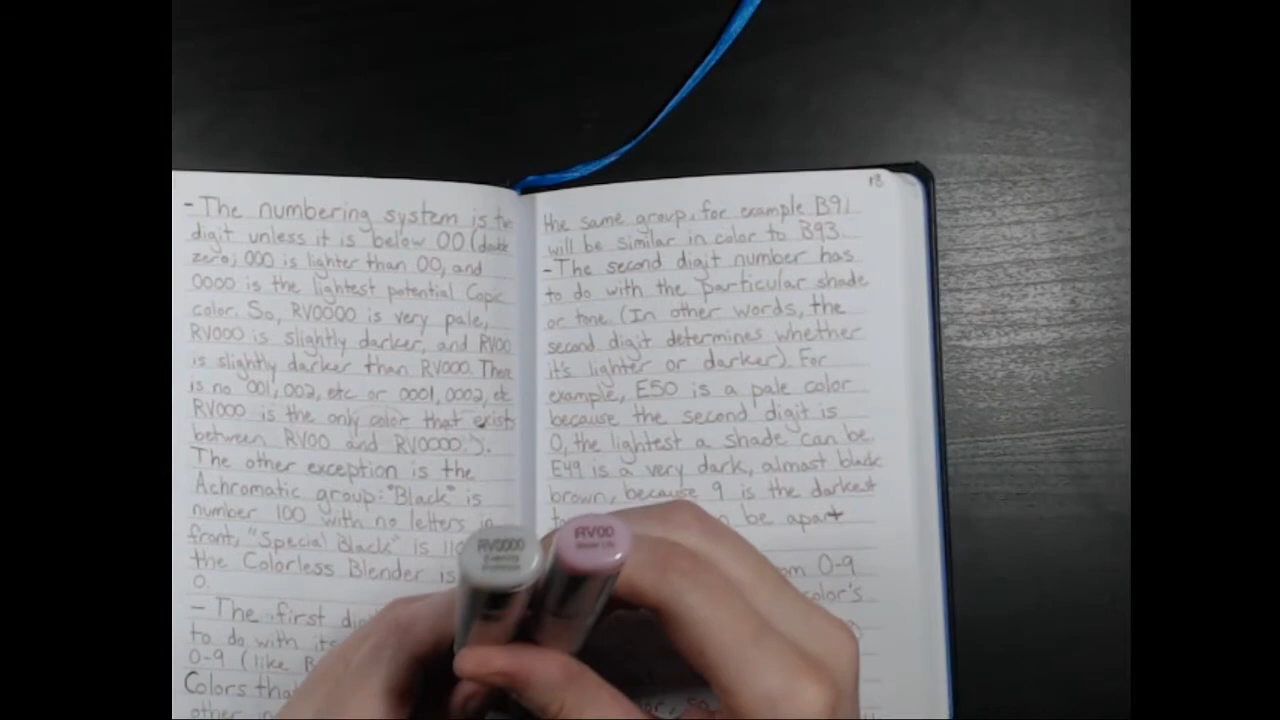 - The numbering system is
digit unless it is below 00 (double
zero; 000 is lighter than 00, and
0000 is the lightest potential Copic
color. So, RV0000 is very pale,
RV000 is slightly darker, and RV00
is slightly darker than RV000. There
is no 001, 002, etc or 0001, 0002, etc
RV000 is the only color that exists
between RV00 and RV0000.).
The other exception is the
Achromatic group: "Black" is
number 100 with no letters in
front, "Special Black" is 110
the Colorless Blender is
0.
- The first
to do with its
0-9 (like
Colors
other
18
the same group, for example B91
will be similar in color to B93.
- The second digit number has
to do with the particular shade
or tone (In other words, the
second digit determines whether
it's lighter or darker). For
example, E50 is a pale color
because the second digit is
0, the lightest a shade can be.
E49 is a very dark, almost black
brown, because 9 is the darkest
be apart
0-9
color's
so
RV0000
RV00